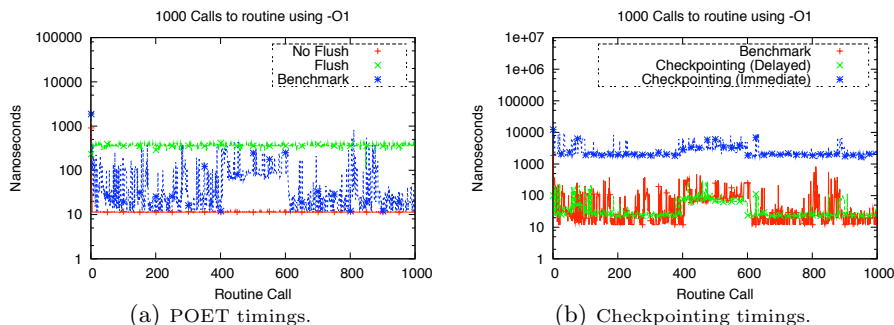 1000 Calls to routine using -O1
100000
10000
1000
100
10
1
Nanoseconds
No Flush
Flush
Benchmark
0
200
400
600
800
1000
Routine Call
(a) POET timings.
1000 Calls to routine using -O1
1e+07
1e+06
100000
10000
1000
100
10
1
Nanoseconds
Benchmark
Checkpointing (Delayed)
Checkpointing (Immediate)
0
200
400
600
800
1000
Routine Call
(b) Checkpointing timings.